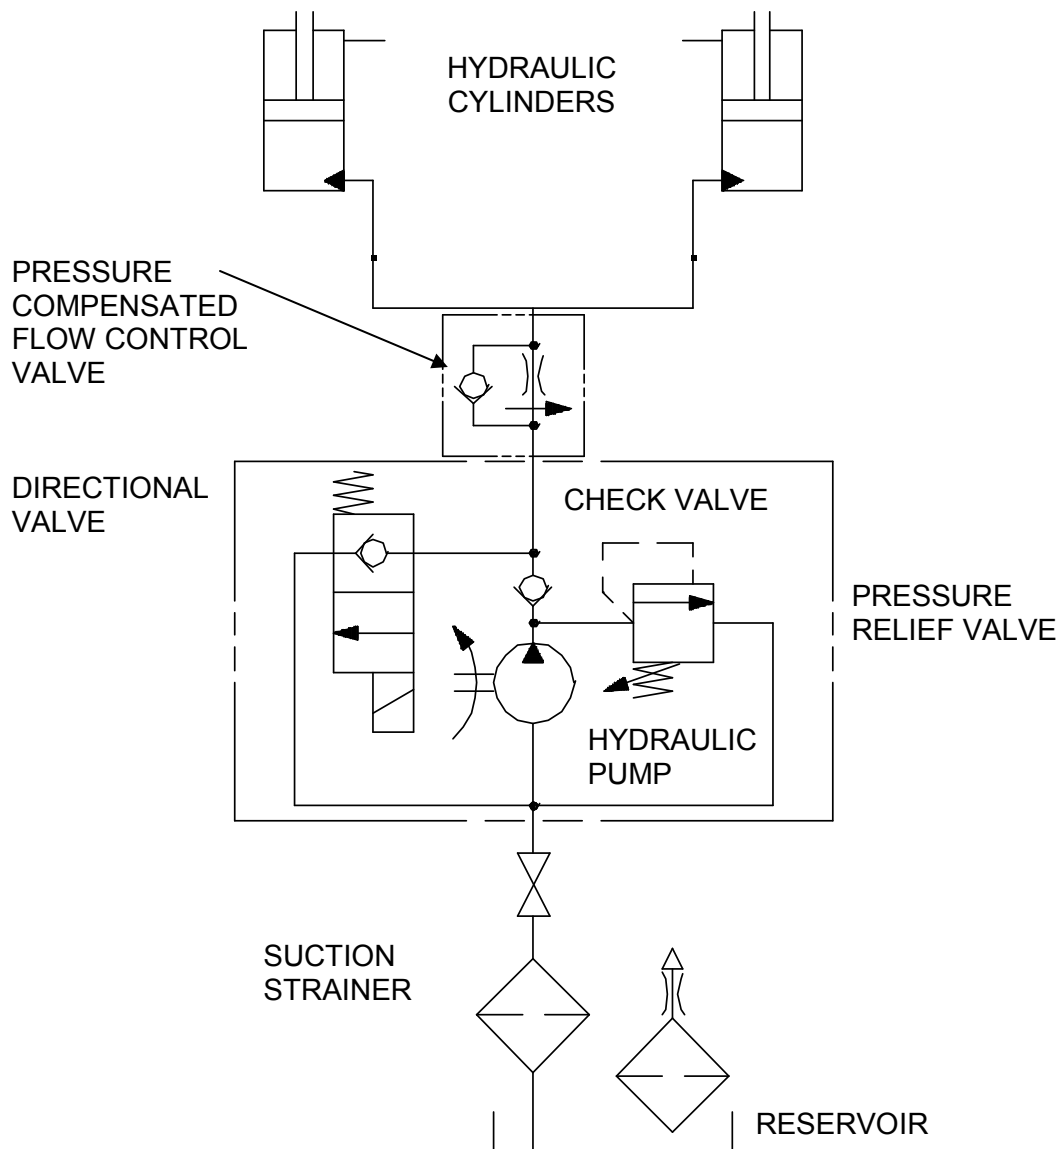 HYDRAULIC
CYLINDERS
PRESSURE
COMPENSATED
FLOW CONTROL
VALVE
DIRECTIONAL
VALVE
CHECK VALVE
PRESSURE
RELIEF VALVE
HYDRAULIC
PUMP
SUCTION
STRAINER
RESERVOIR